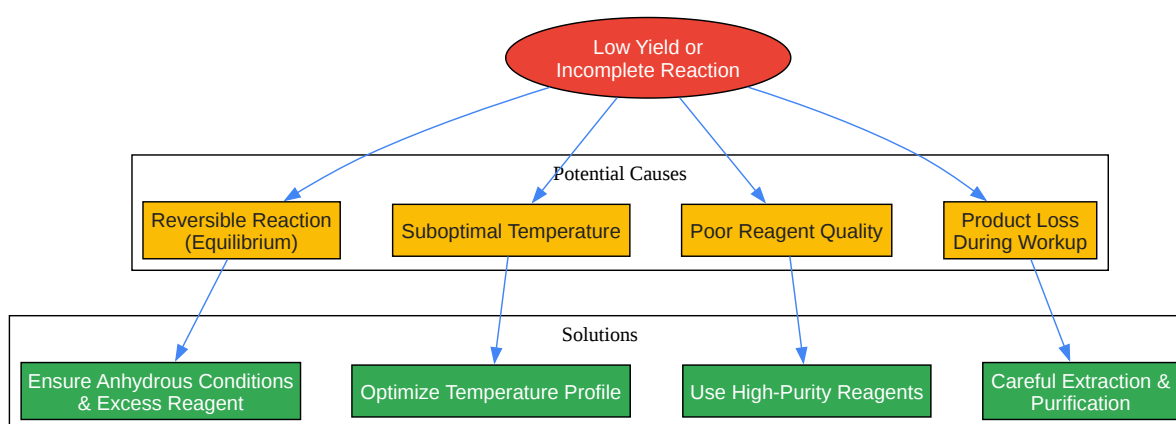 Low Yield or
Incomplete Reaction
Potential Causes
Reversible Reaction
(Equilibrium)
Suboptimal Temperature
Poor Reagent Quality
Product Loss
During Workup
Solutions
Ensure Anhydrous Conditions
& Excess Reagent
Optimize Temperature Profile
Use High-Purity Reagents
Careful Extraction &
Purification